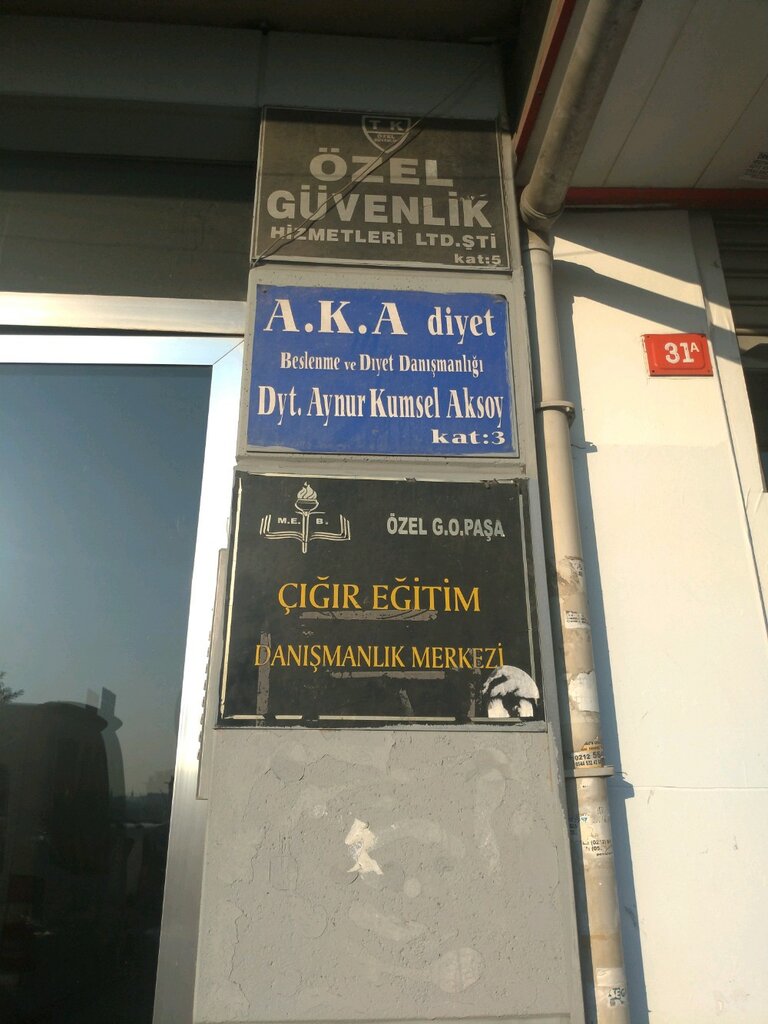 T K
ÖZEL
GÜVENLİK
HİZMETLERİ LTD.ŞTİ
kat:5
A.K.A diyet
Beslenme ve Dıyet Danışmanlığı
Dyt. Aynur Kumsel Aksoy
kat:3
31A
M.E. B.
ÖZEL G.O.PAŞA
ÇIĞIR EĞİTİM
DANIŞMANLIK MERKEZİ